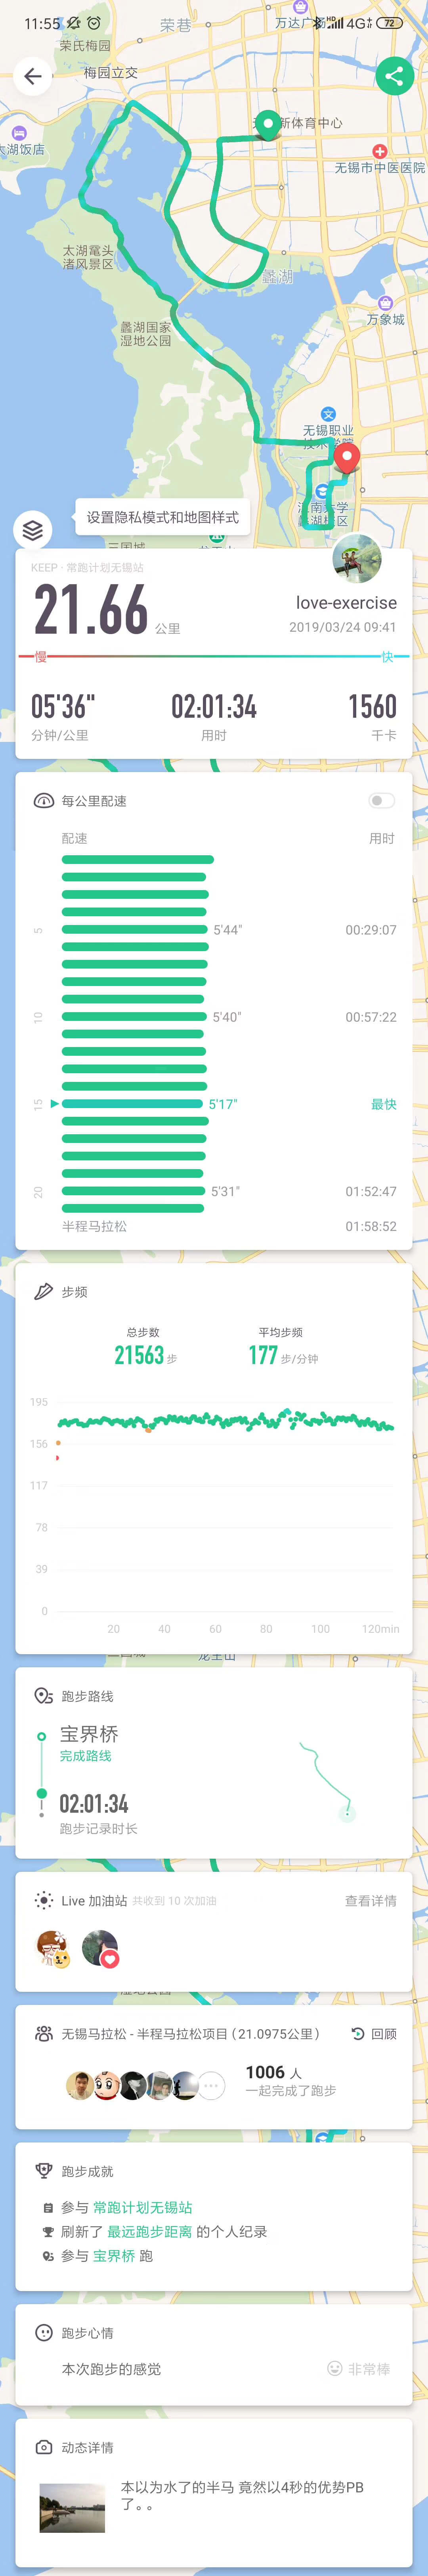 11:55
HD 4G 72
荣巷
万达广场
荣氏梅园
梅园立交
新体育中心
太湖饭店
无锡市中医医院
太湖鼋头
渚风景区
蠡湖
蠡湖国家
湿地公园
万象城
文
无锡职业
技术学院
江南大学
蠡湖校区
设置隐私模式和地图样式
三国城
KEEP · 常跑计划无锡站
21.66 公里
love-exercise
2019/03/24 09:41
慢 快
05'36" 02:01:34 1560
分钟/公里 用时 千卡
每公里配速
配速 用时
5 5'44" 00:29:07
10 5'40" 00:57:22
15 5'17" 最快
20 5'31" 01:52:47
半程马拉松 01:58:52
步频
总步数 平均步频
21563 步 177 步/分钟
195
156
117
78
39
0
20 40 60 80 100 120min
三国城 龙王山
跑步路线
宝界桥
完成路线
02:01:34
跑步记录时长
Live 加油站 共收到 10 次加油 查看详情
湿地公园
无锡马拉松 - 半程马拉松项目（21.0975公里） 回顾
1006 人
一起完成了跑步
跑步成就
参与 常跑计划无锡站
刷新了 最远跑步距离 的个人纪录
参与 宝界桥 跑
跑步心情
本次跑步的感觉 非常棒
动态详情
本以为水了的半马 竟然以4秒的优势PB
了。。